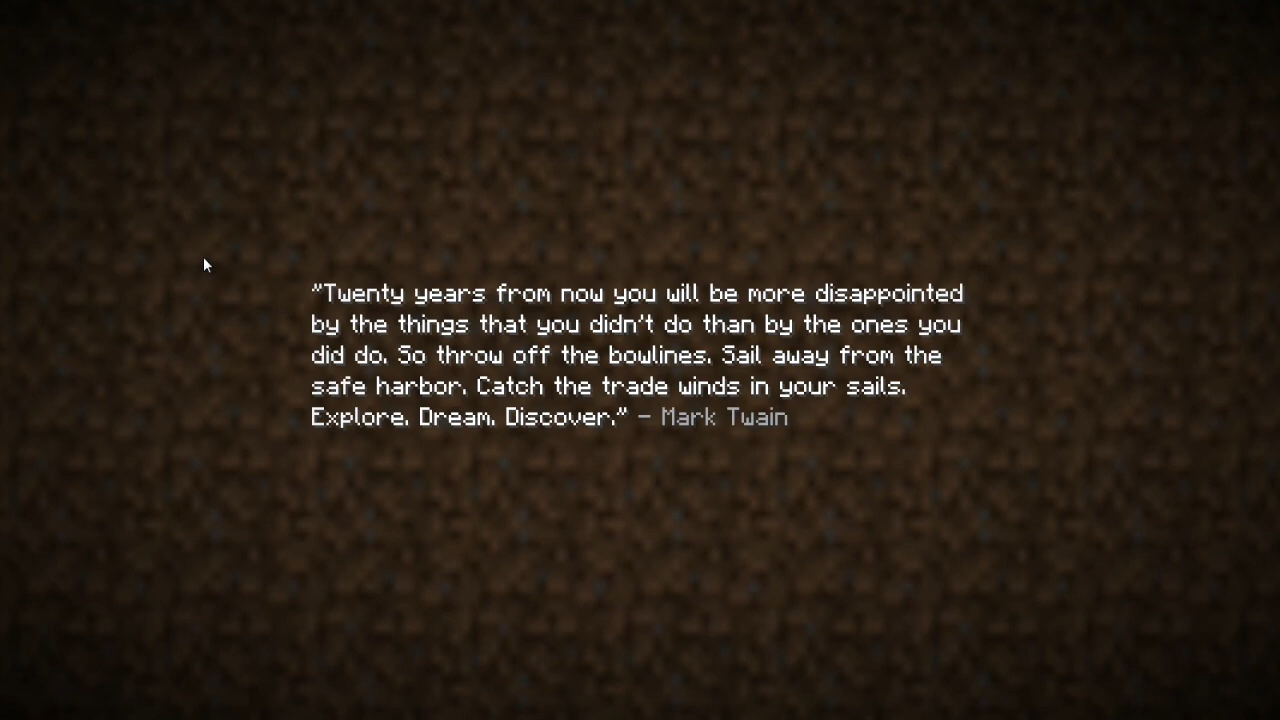 "Twenty years from now you will be more disappointed
by the things that you didn't do than by the ones you
did do. So throw off the bowlines. Sail away from the
safe harbor. Catch the trade winds in your sails.
Explore. Dream. Discover." – Mark Twain